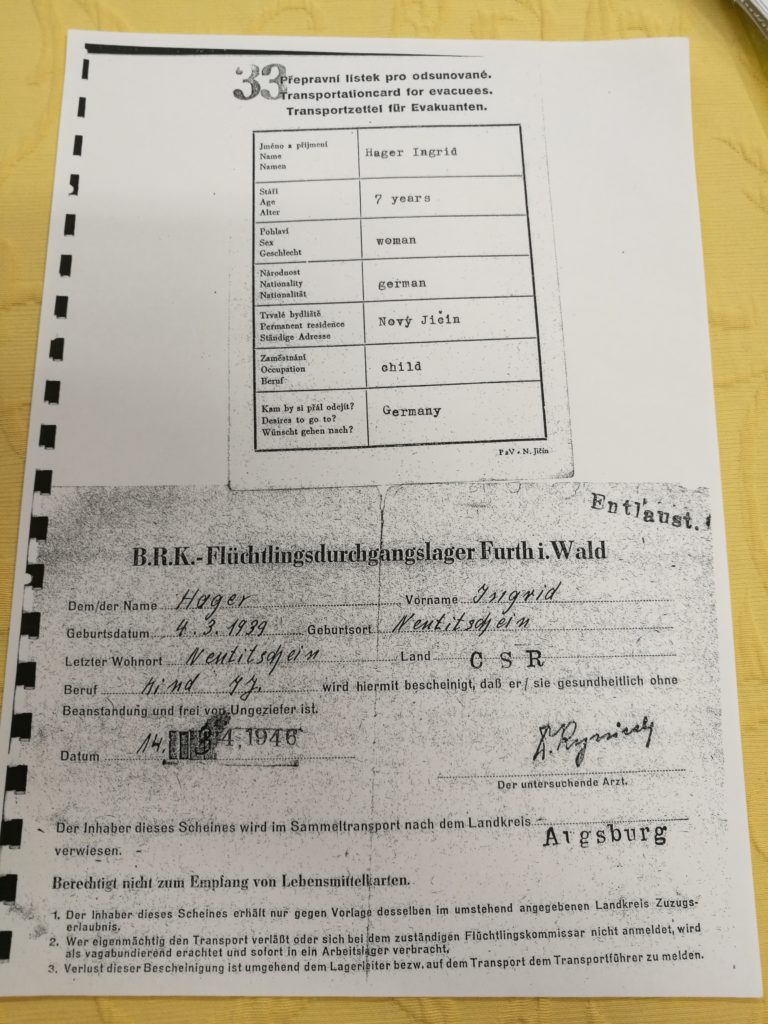 33
Přepravní lístek pro odsunované.
Transportationcard for evacuees.
Transportzettel für Evakuanten.
Jméno a příjmení
Name
Namen
Hager Ingrid
Stáří
Age
Alter
7 years
Pohlaví
Sex
Geschlecht
woman
Národnost
Nationality
Nationalität
german
Trvalé bydliště
Permanent residence
Ständige Adresse
Nový Jičín
Zaměstnání
Occupation
Beruf
child
Kam by si přál odejít?
Desires to go to?
Wünscht gehen nach?
Germany
PaV - N. Jičín
Entlaust.
B.R.K.-Flüchtlingsdurchgangslager Furth i. Wald
Dem/der Name Hager Vorname Ingrid
Geburtsdatum 4.3.1939 Geburtsort Neutitschein
Letzter Wohnort Neutitschein Land CSR
Beruf Kind 7J. wird hiermit bescheinigt, daß er/sie gesundheitlich ohne
Beanstandung und frei von Ungeziefer ist.
Datum 14. 4. 1946
Der untersuchende Arzt.
Der Inhaber dieses Scheines wird im Sammeltransport nach dem Landkreis Augsburg
verwiesen.
Berechtigt nicht zum Empfang von Lebensmittelkarten.
1. Der Inhaber dieses Scheines erhält nur gegen Vorlage desselben im umstehend angegebenen Landkreis Zuzugs-
erlaubnis.
2. Wer eigenmächtig den Transport verläßt oder sich bei dem zuständigen Flüchtlingskommissar nicht anmeldet, wird
als vagabundierend erachtet und sofort in ein Arbeitslager verbracht.
3. Verlust dieser Bescheinigung ist umgehend dem Lagerleiter bezw. auf dem Transport dem Transportführer zu melden.